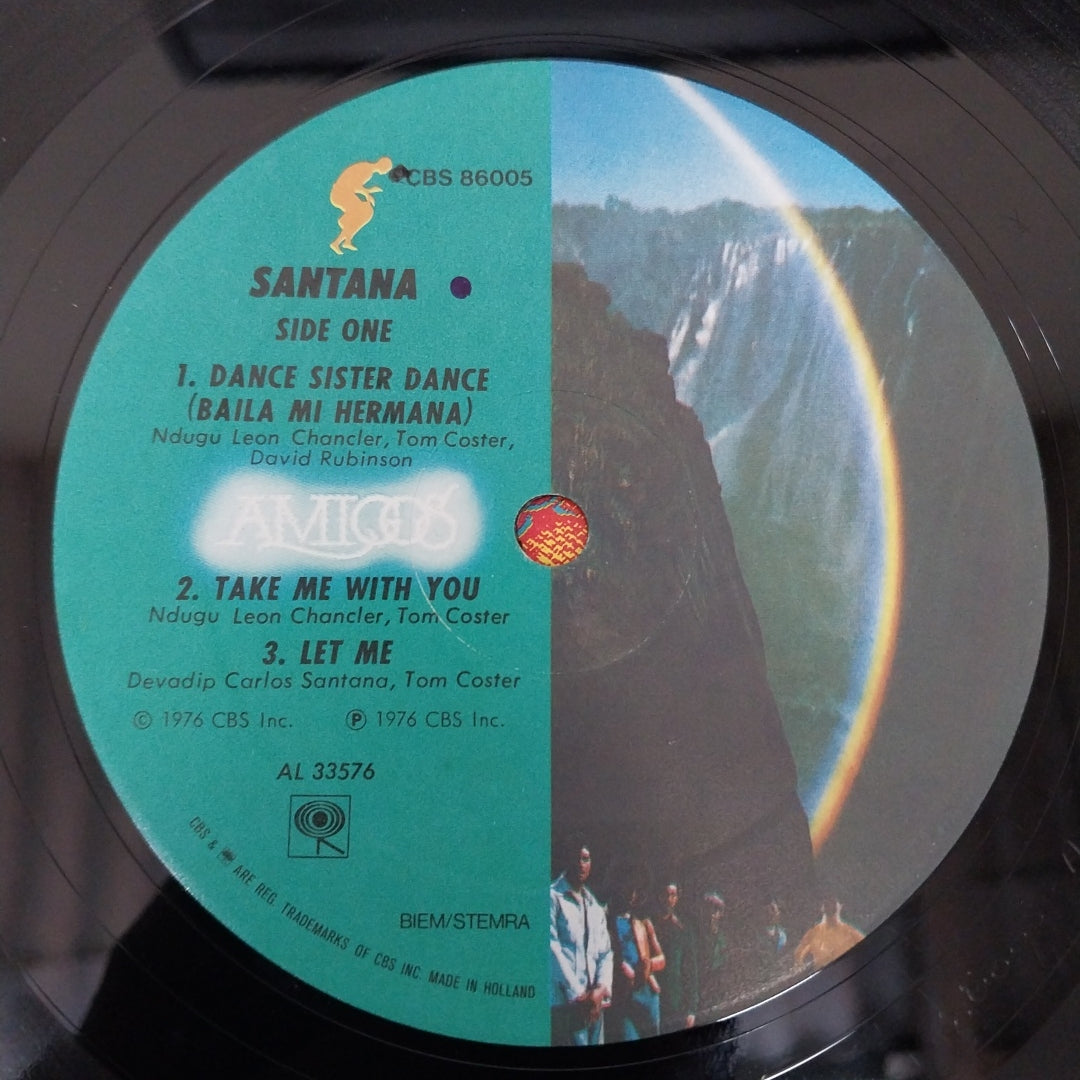 CBS 86005
SANTANA
SIDE ONE
1. DANCE SISTER DANCE
(BAILA MI HERMANA)
Ndugu Leon Chancler, Tom Coster,
David Rubinson
AMIGOS
2. TAKE ME WITH YOU
Ndugu Leon Chancler, Tom Coster
3. LET ME
Devadip Carlos Santana, Tom Coster
© 1976 CBS Inc. ℗ 1976 CBS Inc.
AL 33576
BIEM/STEMRA
CBS & ARE REG. TRADEMARKS OF CBS INC. MADE IN HOLLAND